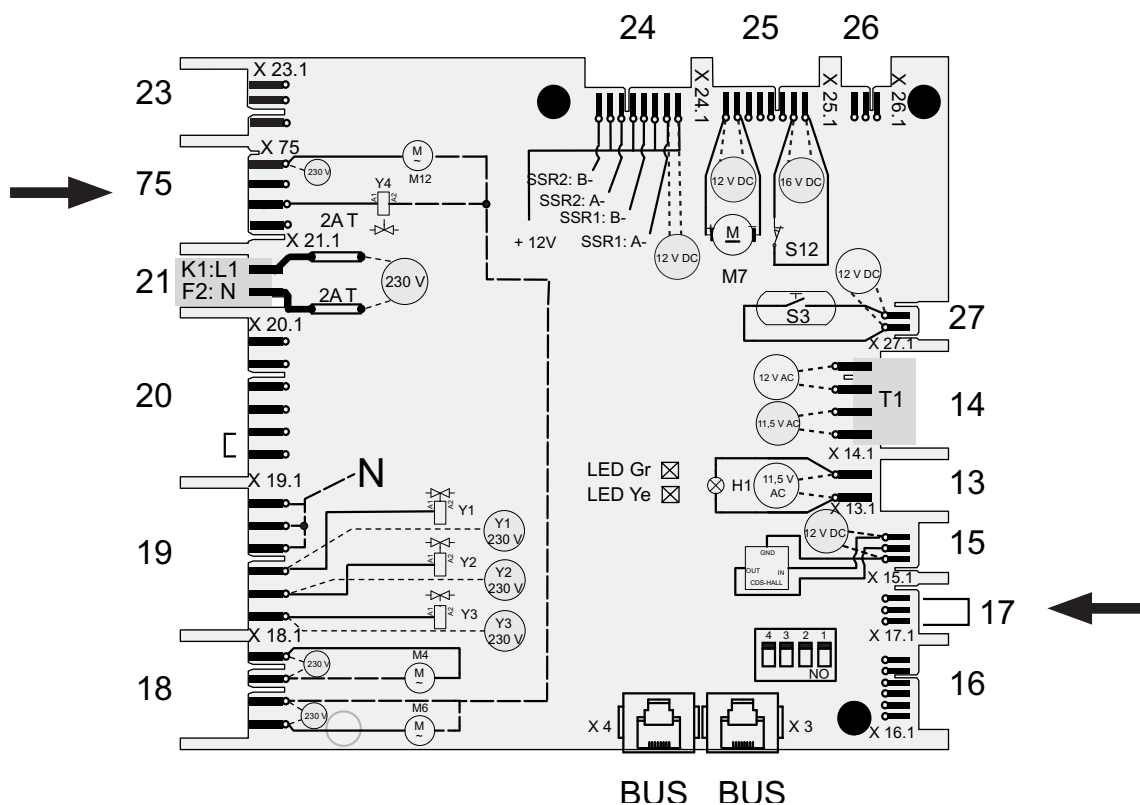 24
25
26
23
X 23.1
X 24.1
X 25.1
X 26.1
X 75
75
230 V
M
~
M12
Y4
A1
A2
2A T
SSR2: B-
SSR2: A-
SSR1: B-
SSR1: A-
+ 12V
12 V DC
12 V DC
16 V DC
+
M
-
M7
S12
21
X 21.1
K1:L1
F2: N
2A T
230 V
12 V DC
S3
27
X 27.1
X 20.1
20
12 V AC
11,5 V AC
T1
14
X 14.1
X 19.1
N
LED Gr
LED Ye
H1
11,5 V
AC
13
X 13.1
19
A1
A2
Y1
Y1
230 V
A1
A2
Y2
Y2
230 V
A1
A2
Y3
Y3
230 V
12 V DC
GND
OUT
IN
CDS-HALL
15
X 15.1
17
X 17.1
X 18.1
18
230 V
M4
M
~
230 V
M6
M
~
4 3 2 1
NO
16
X 16.1
X 4
X 3
BUS BUS